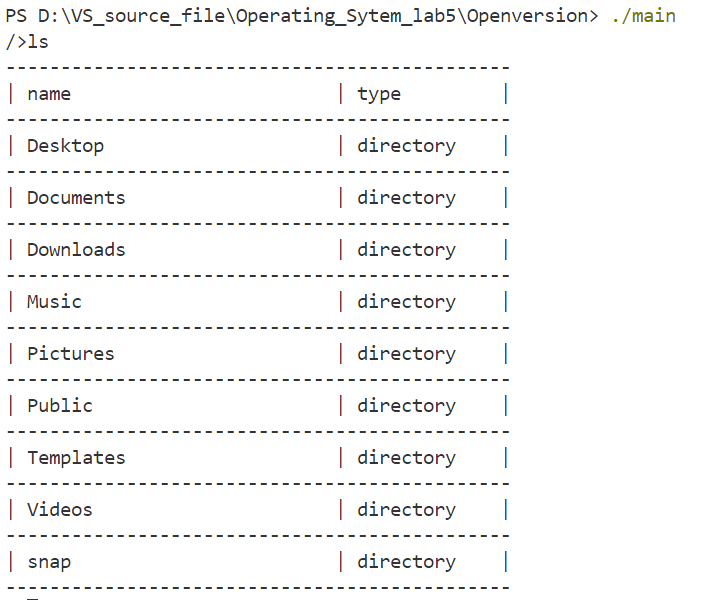 PS D:\VS_source_file\Operating_Sytem_lab5\Openversion> ./main
/>ls
----------------------------------------------
| name                        | type         |
----------------------------------------------
| Desktop                     | directory    |
----------------------------------------------
| Documents                   | directory    |
----------------------------------------------
| Downloads                   | directory    |
----------------------------------------------
| Music                       | directory    |
----------------------------------------------
| Pictures                    | directory    |
----------------------------------------------
| Public                      | directory    |
----------------------------------------------
| Templates                   | directory    |
----------------------------------------------
| Videos                      | directory    |
----------------------------------------------
| snap                        | directory    |
----------------------------------------------